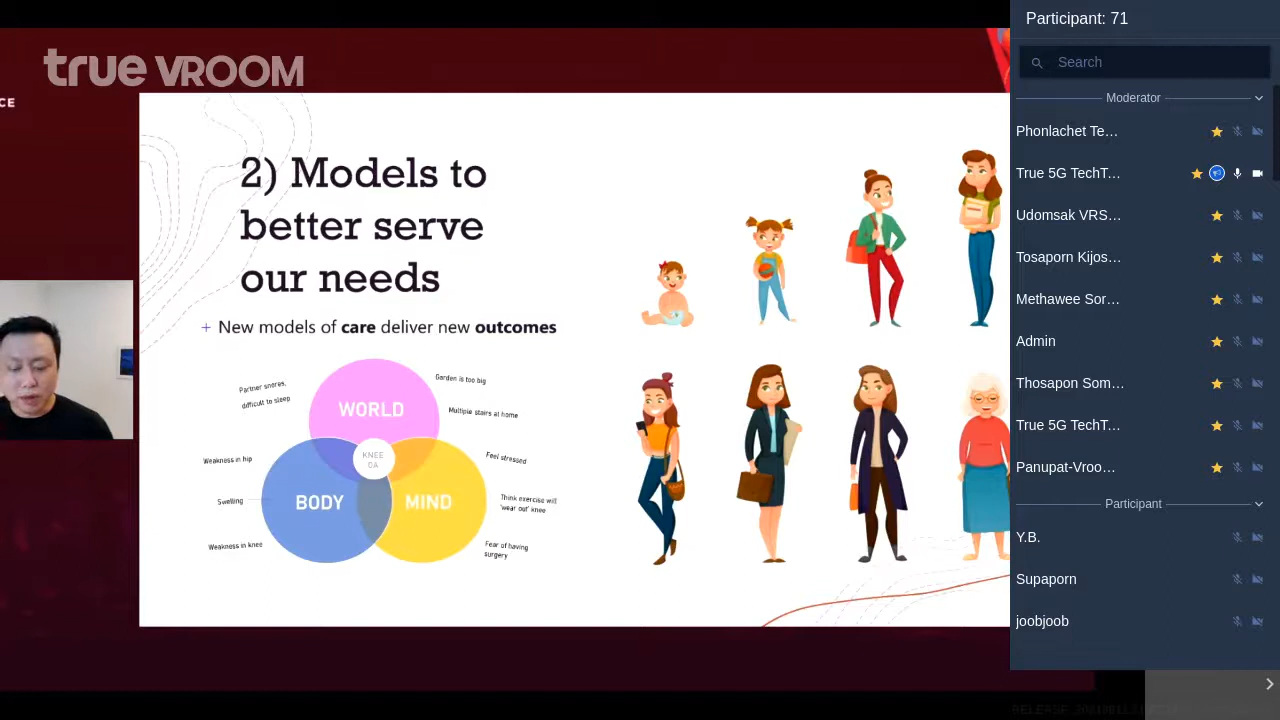 true VROOM
CE
2) Models to
better serve
our needs
+ New models of care deliver new outcomes
Partner snores,
difficult to sleep
Garden is too big
Multiple stairs at home
WORLD
KNEE
OA
Weakness in hip
Swelling
Weakness in knee
BODY
MIND
Feel stressed
Think exercise will
'wear out' knee
Fear of having
surgery
Participant: 71
Search
Moderator
Phonlachet Te...
True 5G TechT...
Udomsak VRS...
Tosaporn Kijos...
Methawee Sor...
Admin
Thosapon Som...
True 5G TechT...
Panupat-Vroo...
Participant
Y.B.
Supaporn
joobjoob